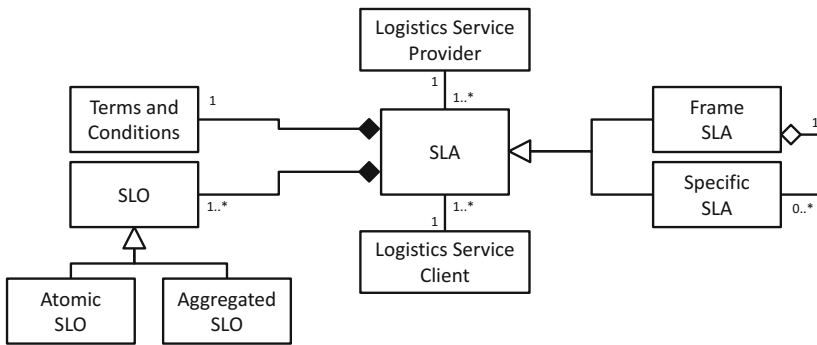 Logistics Service
Provider
1
1..*
Terms and
Conditions
1
SLA
Frame
SLA
1
SLO
1..*
Specific
SLA
0..*
1..*
1
Logistics Service
Client
Atomic
SLO
Aggregated
SLO